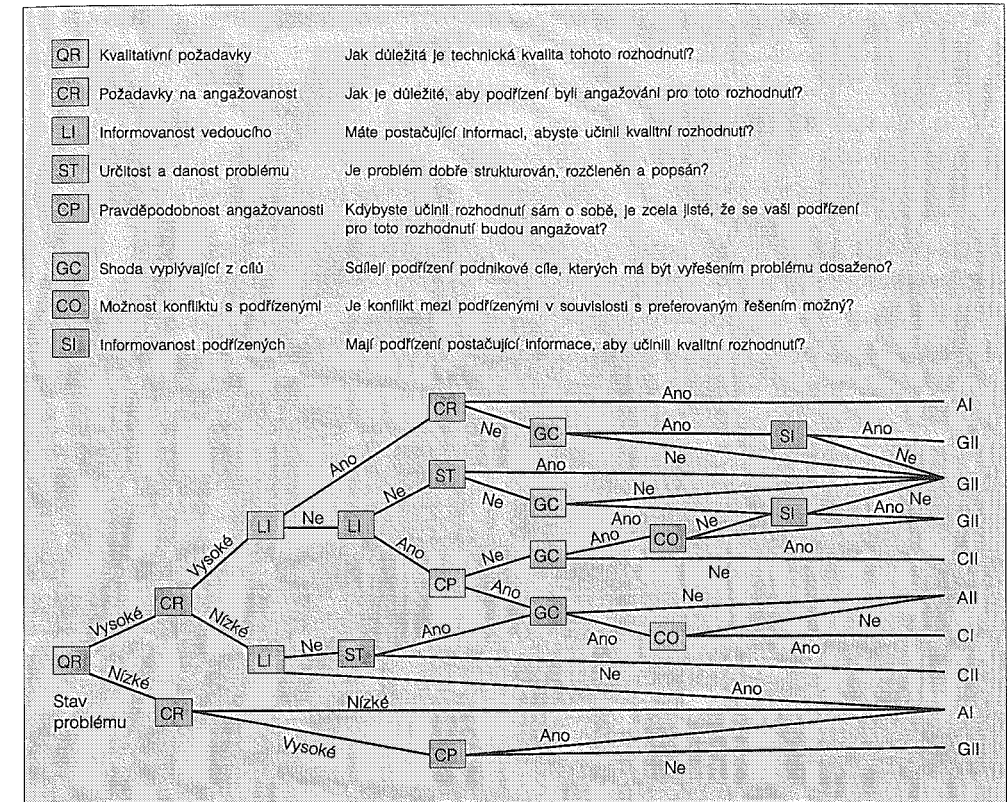 QR Kvalitativní požadavky Jak důležitá je technická kvalita tohoto rozhodnutí?
CR Požadavky na angažovanost Jak je důležité, aby podřízení byli angažováni pro toto rozhodnutí?
LI Informovanost vedoucího Máte postačující informaci, abyste učinil kvalitní rozhodnutí?
ST Určitost a danost problému Je problém dobře strukturován, rozčleněn a popsán?
CP Pravděpodobnost angažovanosti Kdybyste učinil rozhodnutí sám o sobě, je zcela jisté, že se vaši podřízení
pro toto rozhodnutí budou angažovat?
GC Shoda vyplývající z cílů Sdílejí podřízení podnikové cíle, kterých má být vyřešením problému dosaženo?
CO Možnost konfliktu s podřízenými Je konflikt mezi podřízenými v souvislosti s preferovaným řešením možný?
SI Informovanost podřízených Mají podřízení postačující informace, aby učinili kvalitní rozhodnutí?
CR Ano AI
Ne GC Ano SI Ano GII
Ano Ne Ne
ST Ano GII
Ne Ne GC Ne Ne
Ano SI Ano GII
LI Ne LI Ano CO Ne
Ano Ne GC Ano CII
Vysoké CP Ne
Ano Ne AII
CR GC Ne
Vysoké Nízké Ano Ano CO Ano CI
Ne ST
QR LI Ne CII
Nízké Ano
Stav Nízké AI
problému CR Ano
Vysoké CP GII
Ne